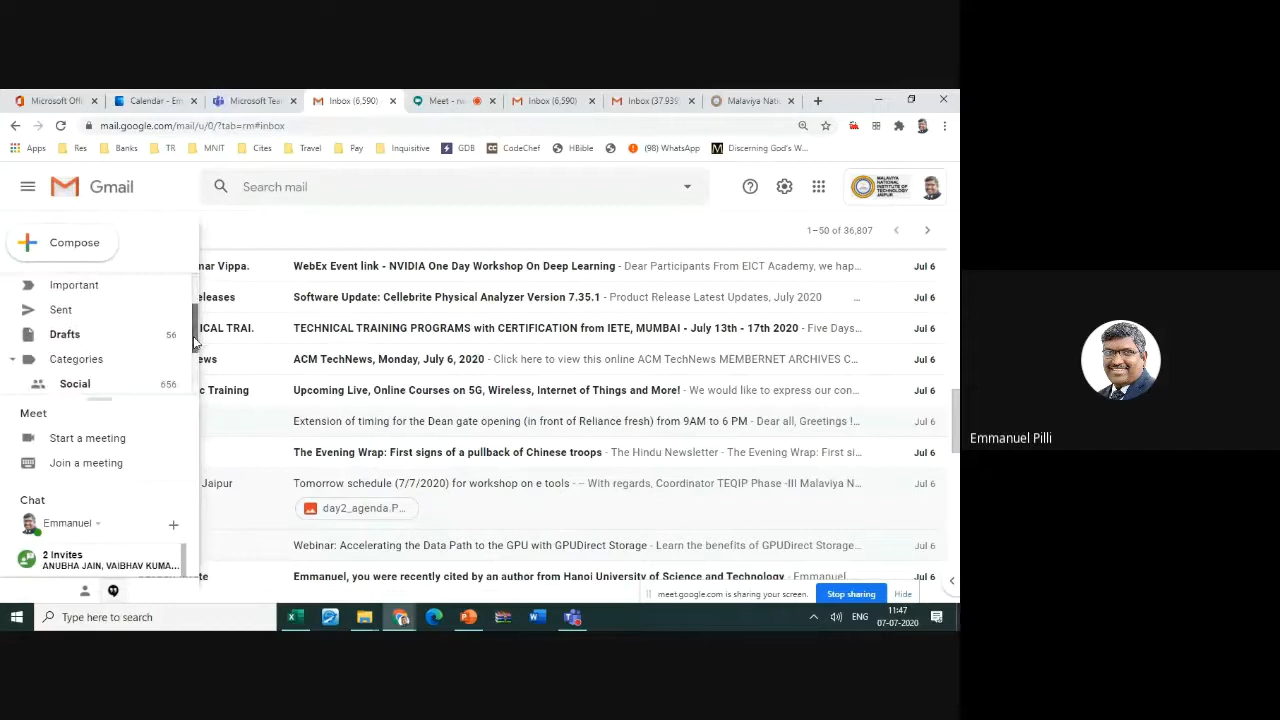 Microsoft Offi
Calendar - Em
Microsoft Tea
Inbox (6,590)
Meet - rw
Inbox (6,590)
Inbox (37,939)
Malaviya Nati
mail.google.com/mail/u/0/?tab=rm#inbox
Apps Res Banks TR MNIT Cites Travel Pay Inquisitive GDB CodeChef HBible (98) WhatsApp Discerning God's W...
Gmail
Search mail
MALAVIYA NATIONAL INSTITUTE OF TECHNOLOGY JAIPUR
Compose
1–50 of 36,807
mar Vippa. WebEx Event link - NVIDIA One Day Workshop On Deep Learning - Dear Participants From EICT Academy, we hap... Jul 6
Important
eleases Software Update: Cellebrite Physical Analyzer Version 7.35.1 - Product Release Latest Updates, July 2020 ... Jul 6
Sent
ICAL TRAI. TECHNICAL TRAINING PROGRAMS with CERTIFICATION from IETE, MUMBAI - July 13th - 17th 2020 - Five Days... Jul 6
Drafts 56
ews ACM TechNews, Monday, July 6, 2020 - Click here to view this online ACM TechNews MEMBERNET ARCHIVES C... Jul 6
Categories
Social 656
c Training Upcoming Live, Online Courses on 5G, Wireless, Internet of Things and More! - We would like to express our con... Jul 6
Meet
Extension of timing for the Dean gate opening (in front of Reliance fresh) from 9AM to 6 PM - Dear all, Greetings !... Jul 6
Start a meeting
The Evening Wrap: First signs of a pullback of Chinese troops - The Hindu Newsletter - The Evening Wrap: First si... Jul 6
Join a meeting
Jaipur Tomorrow schedule (7/7/2020) for workshop on e tools - -- With regards, Coordinator TEQIP Phase -III Malaviya N... Jul 6
Chat
day2_agenda.P...
Emmanuel
Webinar: Accelerating the Data Path to the GPU with GPUDirect Storage - Learn the benefits of GPUDirect Storage... Jul 6
2 Invites
ANUBHA JAIN, VAIBHAV KUMA...
te Emmanuel, you were recently cited by an author from Hanoi University of Science and Technology - Emmanuel... Jul 6
meet.google.com is sharing your screen. Stop sharing Hide
Type here to search
ENG
11:47
07-07-2020
Emmanuel Pilli